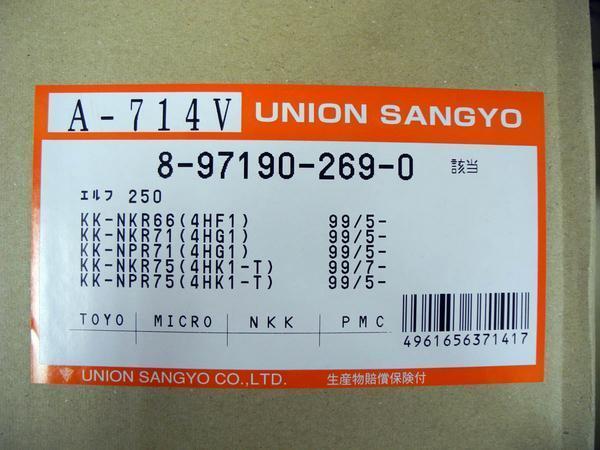 A-714V UNION SANGYO
8-97190-269-0 該当
エルフ 250
KK-NKR66(4HF1) 99/5-
KK-NKR71(4HG1) 99/5-
KK-NPR71(4HG1) 99/5-
KK-NKR75(4HK1-T) 99/7-
KK-NPR75(4HK1-T) 99/5-
TOYO MICRO NKK PMC
4961656371417
UNION SANGYO CO.,LTD. 生産物賠償保険付